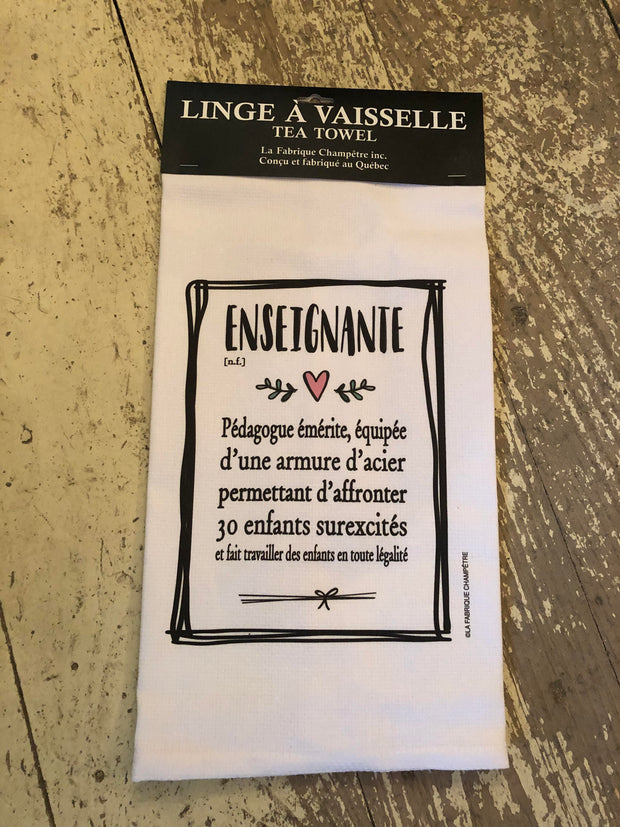 LINGE À VAISSELLE
TEA TOWEL
La Fabrique Champêtre inc.
Conçu et fabriqué au Québec
ENSEIGNANTE
[n.f.]
Pédagogue émérite, équipée
d'une armure d'acier
permettant d'affronter
30 enfants surexcités
et fait travailler des enfants en toute légalité
©LA FABRIQUE CHAMPÊTRE